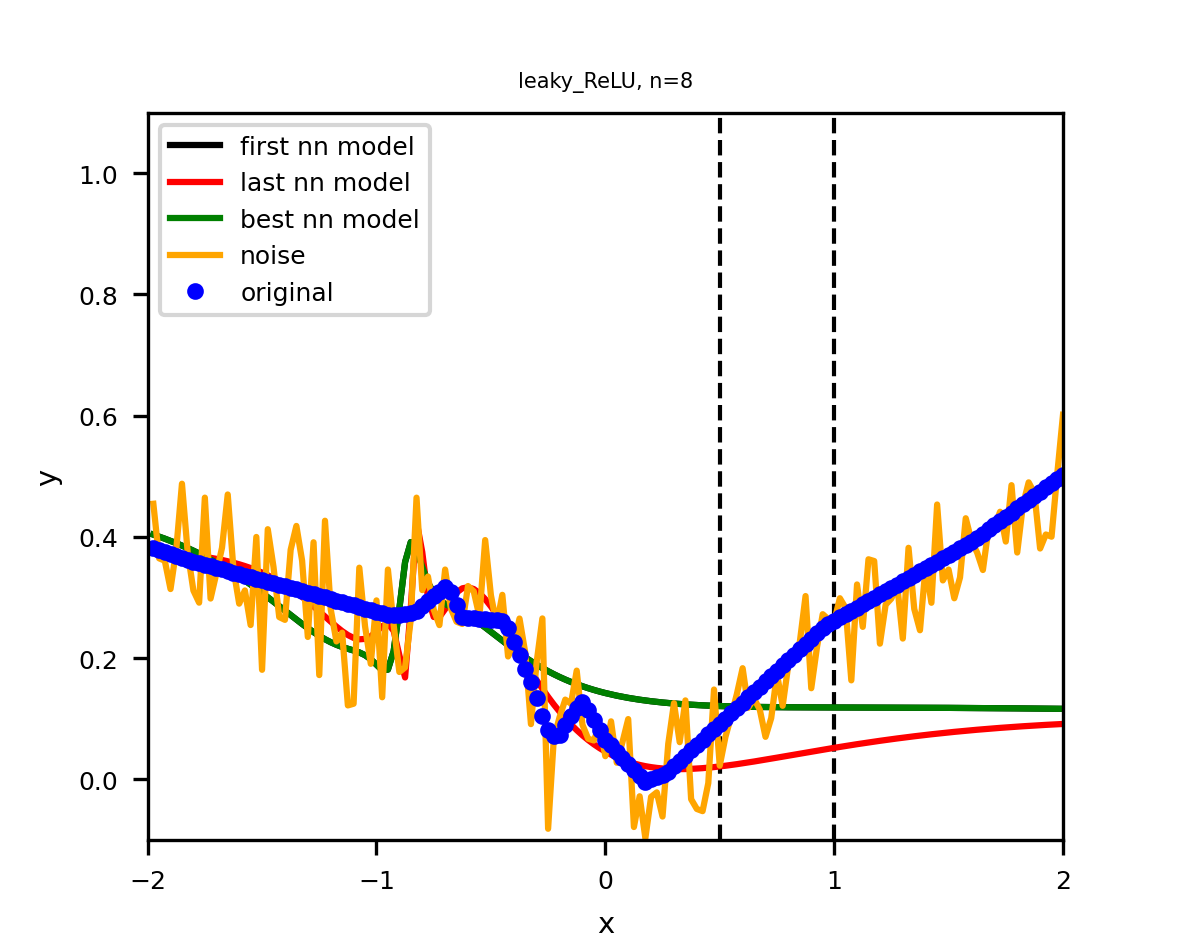 leaky_ReLU, n=8
first nn model
last nn model
best nn model
noise
original
1.0
0.8
0.6
0.4
0.2
0.0
y
−2
−1
0
1
2
x